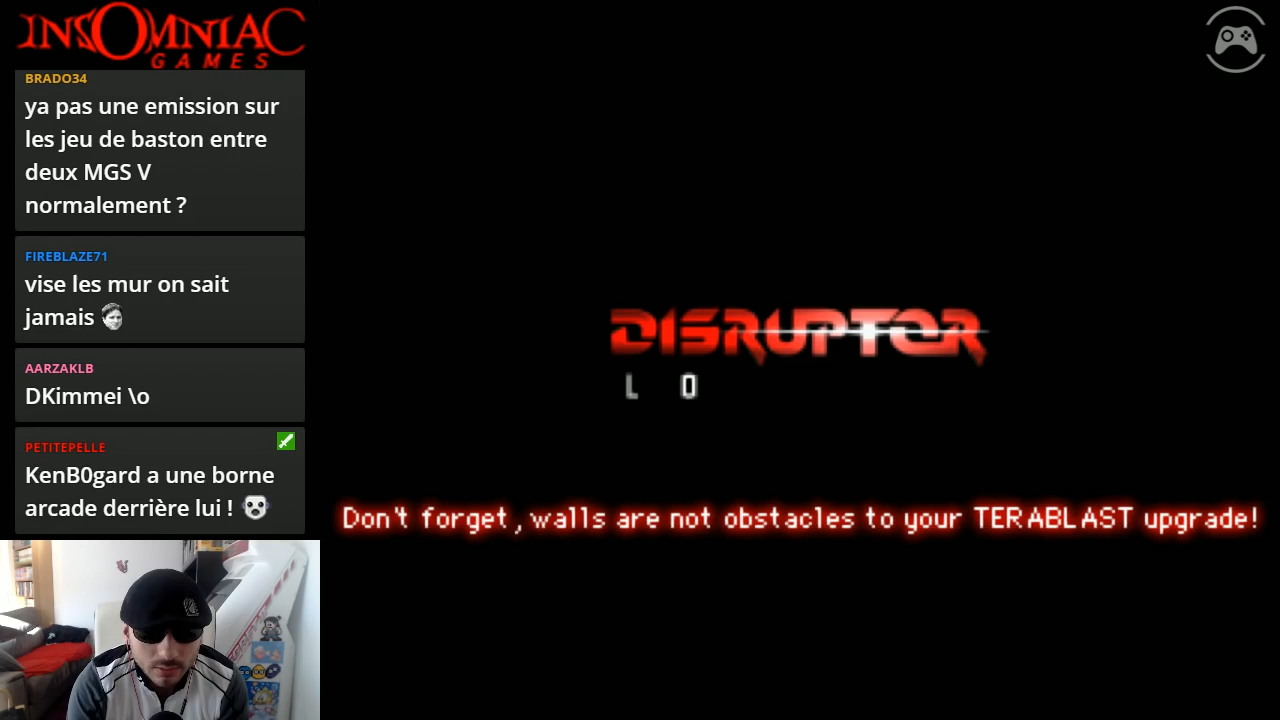 INSOMNIAC
GAMES
BRADO34
ya pas une emission sur
les jeu de baston entre
deux MGS V
normalement ?
FIREBLAZE71
vise les mur on sait
jamais
AARZAKLB
DKimmei \o
PETITEPELLE
KenB0gard a une borne
arcade derrière lui !
DISRUPTOR
L O
Don't forget, walls are not obstacles to your TERABLAST upgrade!